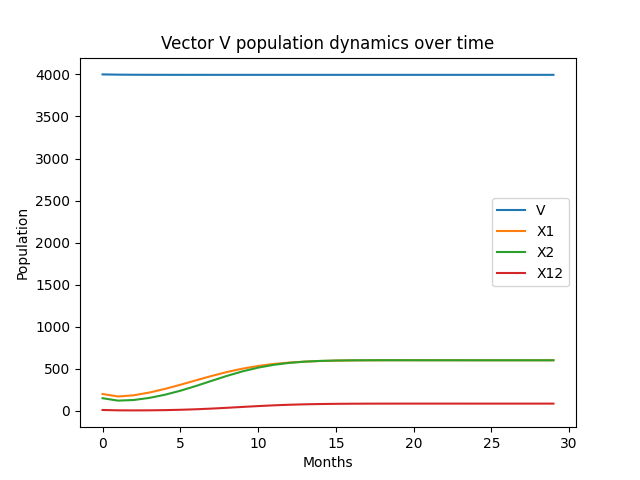 Vector V population dynamics over time
Population
4000
3500
3000
2500
2000
1500
1000
500
0
V
X1
X2
X12
0 5 10 15 20 25 30
Months